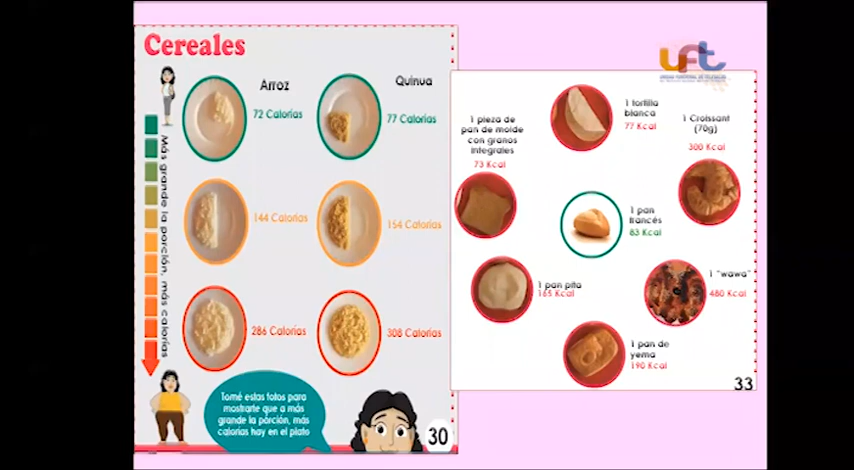 Cereales
Arroz
Quinua
72 Calorías
77 Calorías
144 Calorías
154 Calorías
286 Calorías
308 Calorías
Más grande la porción, más calorías
Tomé estas fotos para
mostrarte que a más
grande la porción, más
calorías hay en el plato
30
uft
1 pieza de
pan de molde
con granos
integrales
73 Kcal
1 tortilla
blanca
77 Kcal
1 Croissant
(70g)
300 Kcal
1 pan
francés
83 Kcal
1 pan pita
165 Kcal
1 "wawa"
480 Kcal
1 pan de
yema
190 Kcal
33